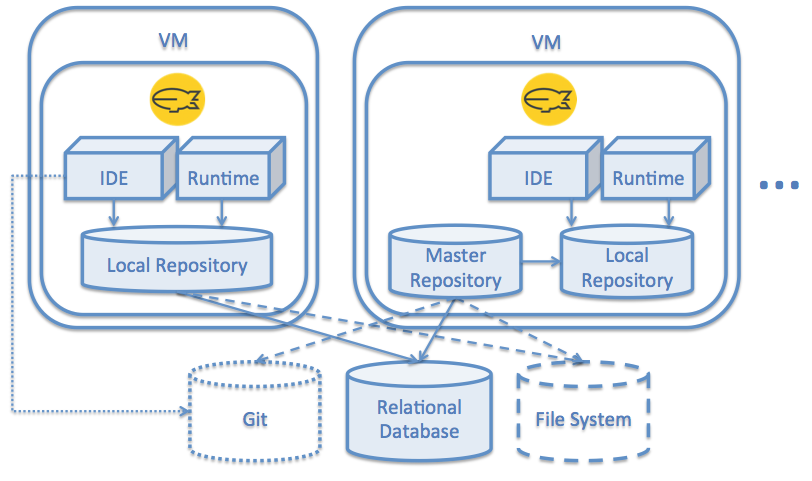 VM
VM
IDE
Runtime
IDE
Runtime
...
Local Repository
Master
Repository
Local
Repository
Git
Relational
Database
File System